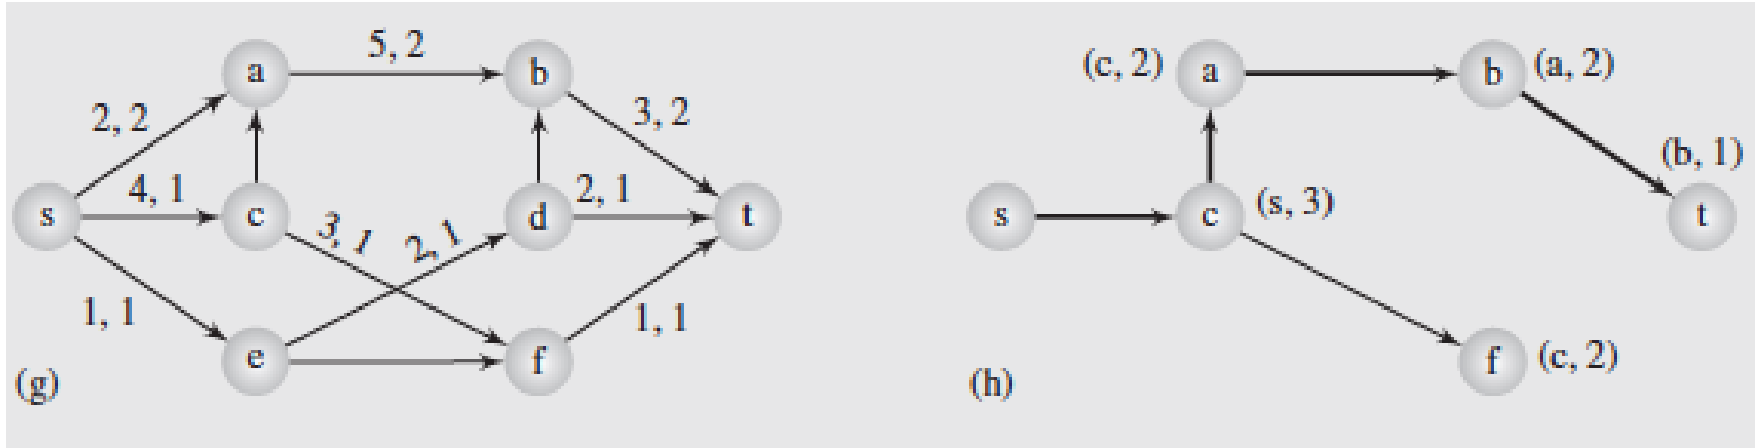 5, 2
a
b
2, 2
3, 2
s
4, 1
c
3, 1
2, 1
d
2, 1
t
1, 1
1, 1
e
f
(g)
(c, 2)
a
b
(a, 2)
(b, 1)
s
c
(s, 3)
t
f
(c, 2)
(h)